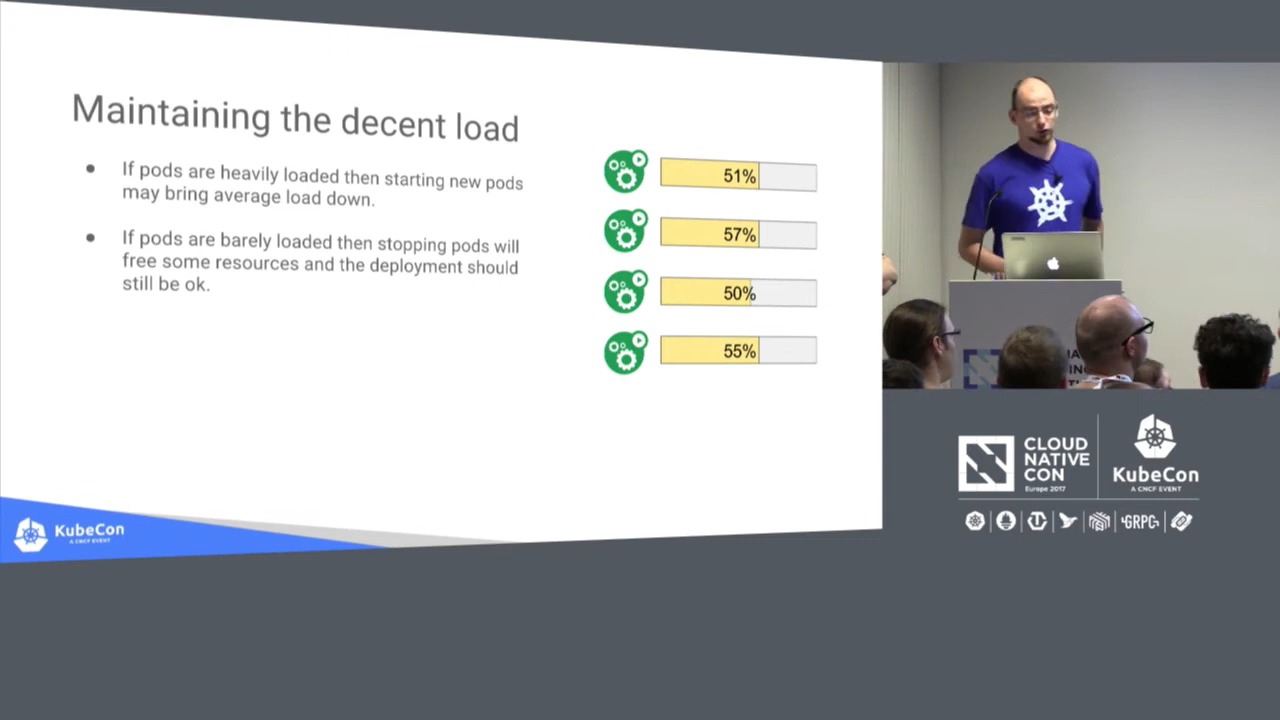 Maintaining the decent load
● If pods are heavily loaded then starting new pods
may bring average load down.
● If pods are barely loaded then stopping pods will
free some resources and the deployment should
still be ok.
51%
57%
50%
55%
KubeCon
A CNCF EVENT
CLOUD
NATIVE
CON
Europe 2017
KubeCon
A CNCF EVENT
GRPC